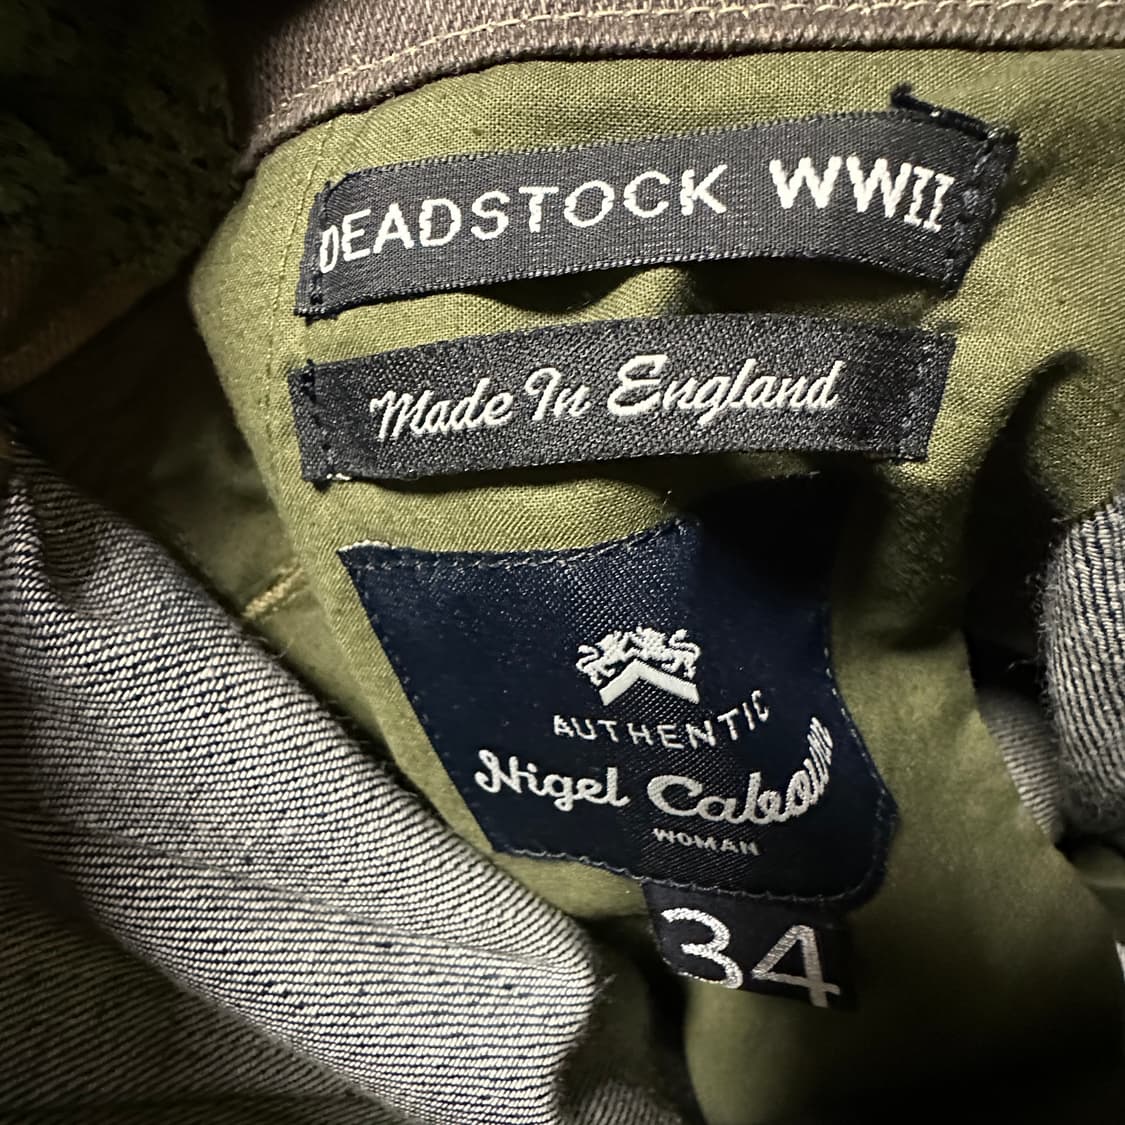 DEADSTOCK WWII
Made In England
AUTHENTIC
Nigel Cabourn
WOMAN
34